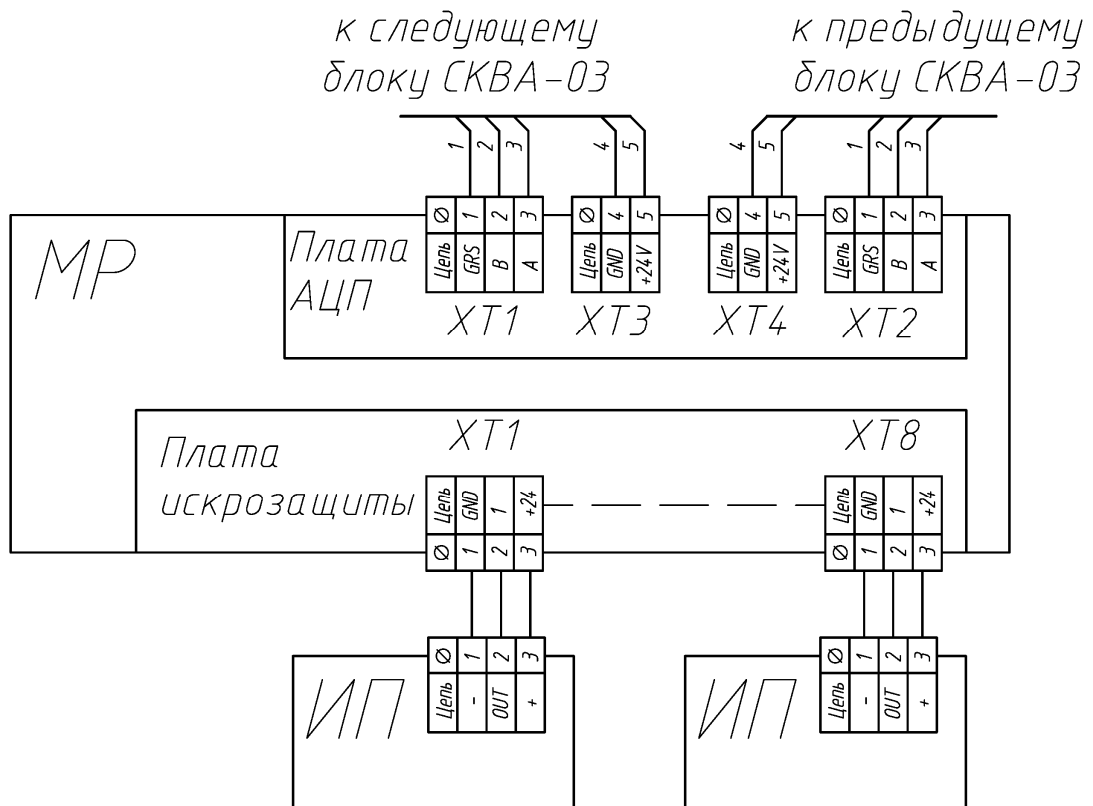 к следующему
блоку СКВА-03
к предыдущему
блоку СКВА-03
1 2 3 4 5
4 5 1 2 3
МР
Плата
АЦП
Ø 1 2 3
Цепь GRS B A
XT1
Ø 4 5
Цепь GND +24V
XT3
Ø 4 5
Цепь GND +24V
XT4
Ø 1 2 3
Цепь GRS B A
XT2
Плата
искрозащиты
XT1
Цепь GND 1 +24
Ø 1 2 3
XT8
Цепь GND 1 +24
Ø 1 2 3
ИП
Ø 1 2 3
Цепь - OUT +
ИП
Ø 1 2 3
Цепь - OUT +